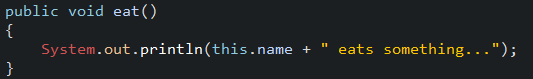 public void eat()
{
    System.out.println(this.name + " eats something...");
}